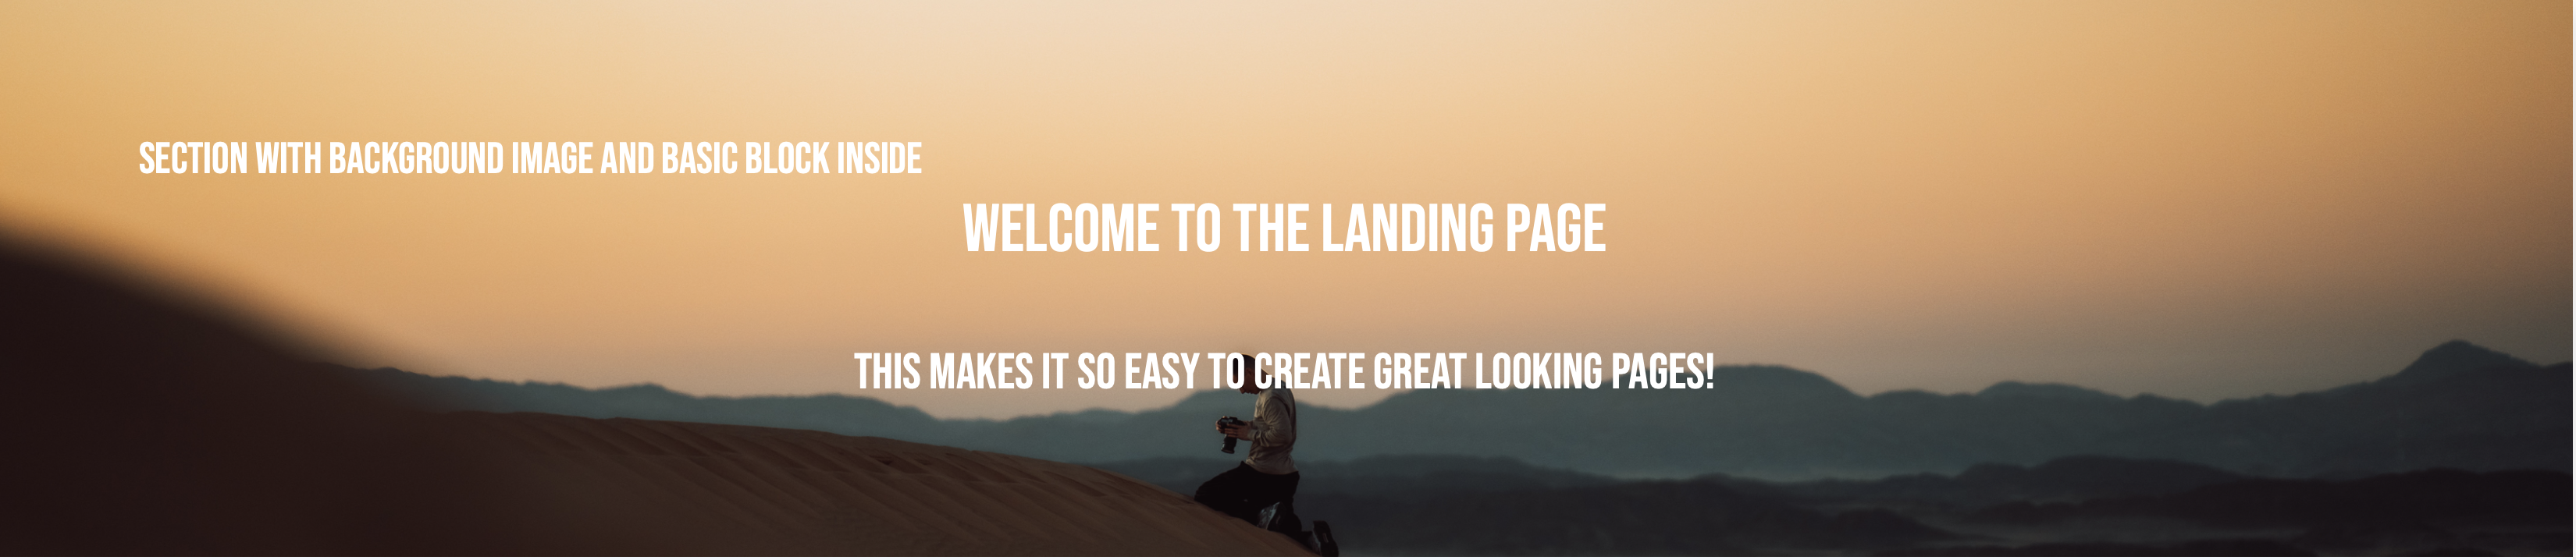 SECTION WITH BACKGROUND IMAGE AND BASIC BLOCK INSIDE
WELCOME TO THE LANDING PAGE
THIS MAKES IT SO EASY TO CREATE GREAT LOOKING PAGES!